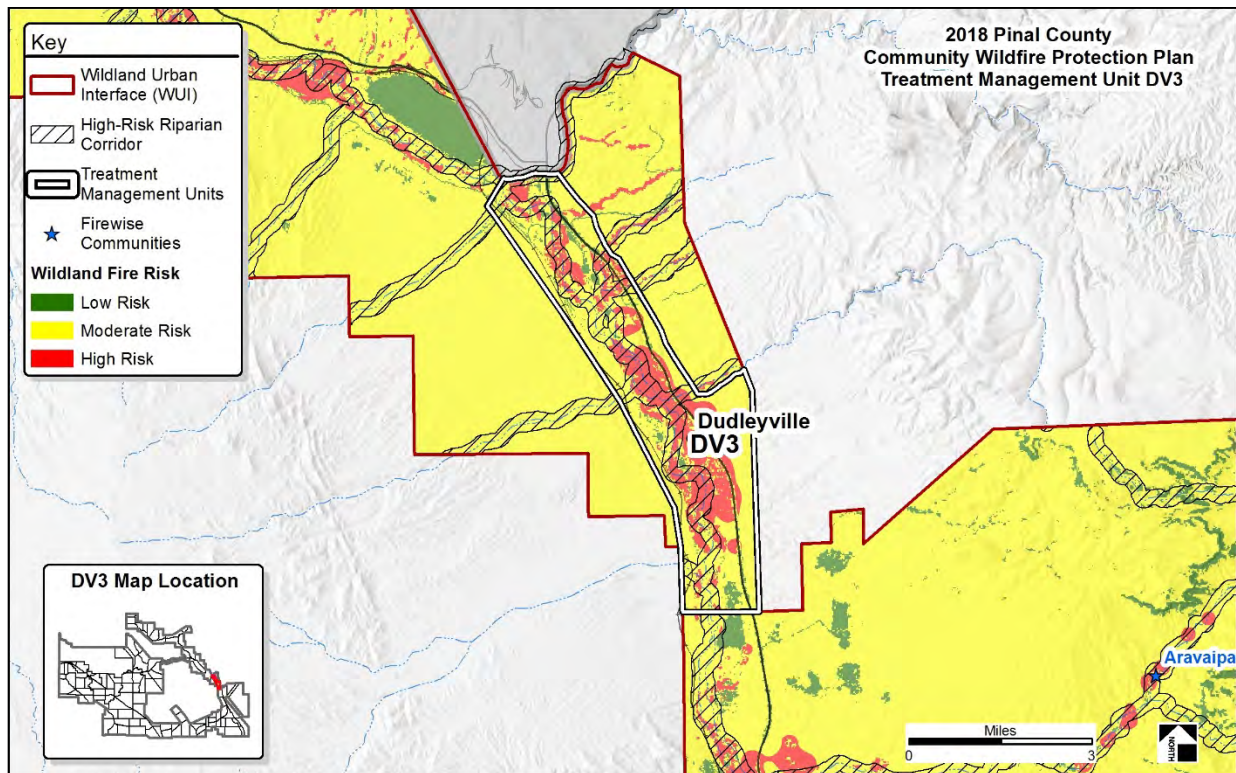 Key
Wildland Urban
Interface (WUI)
High-Risk Riparian
Corridor
Treatment
Management Units
Firewise
Communities
Wildland Fire Risk
Low Risk
Moderate Risk
High Risk
2018 Pinal County
Community Wildfire Protection Plan
Treatment Management Unit DV3
Dudleyville
DV3
DV3 Map Location
Aravaipa
Miles
0 3
NORTH